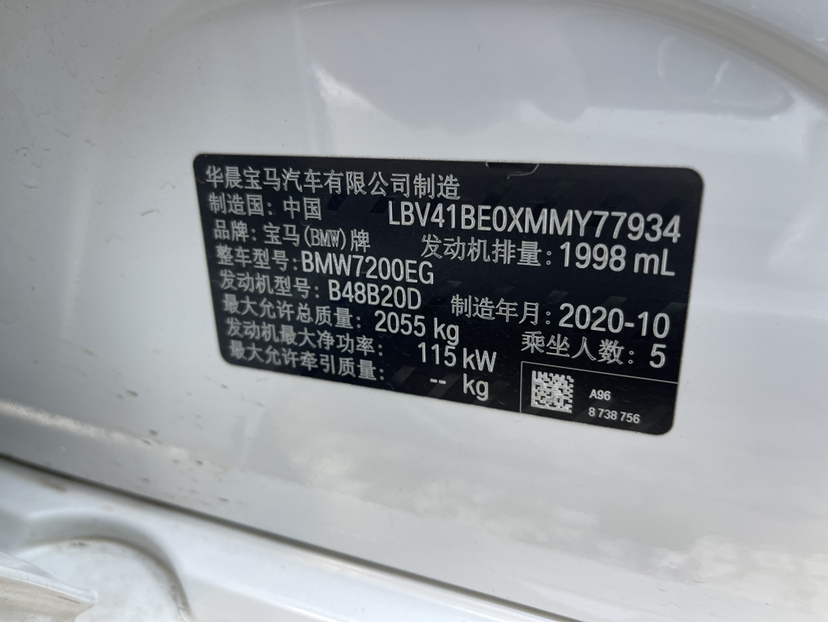 华晨宝马汽车有限公司制造
制造国：中国 LBV41BE0XMMY77934
品牌：宝马(BMW)牌 发动机排量：1998 mL
整车型号：BMW7200EG
发动机型号：B48B20D 制造年月：2020-10
最大允许总质量：2055 kg 乘坐人数：5
发动机最大净功率：115 kW
最大允许牵引质量：-- kg
A96
8 738 756